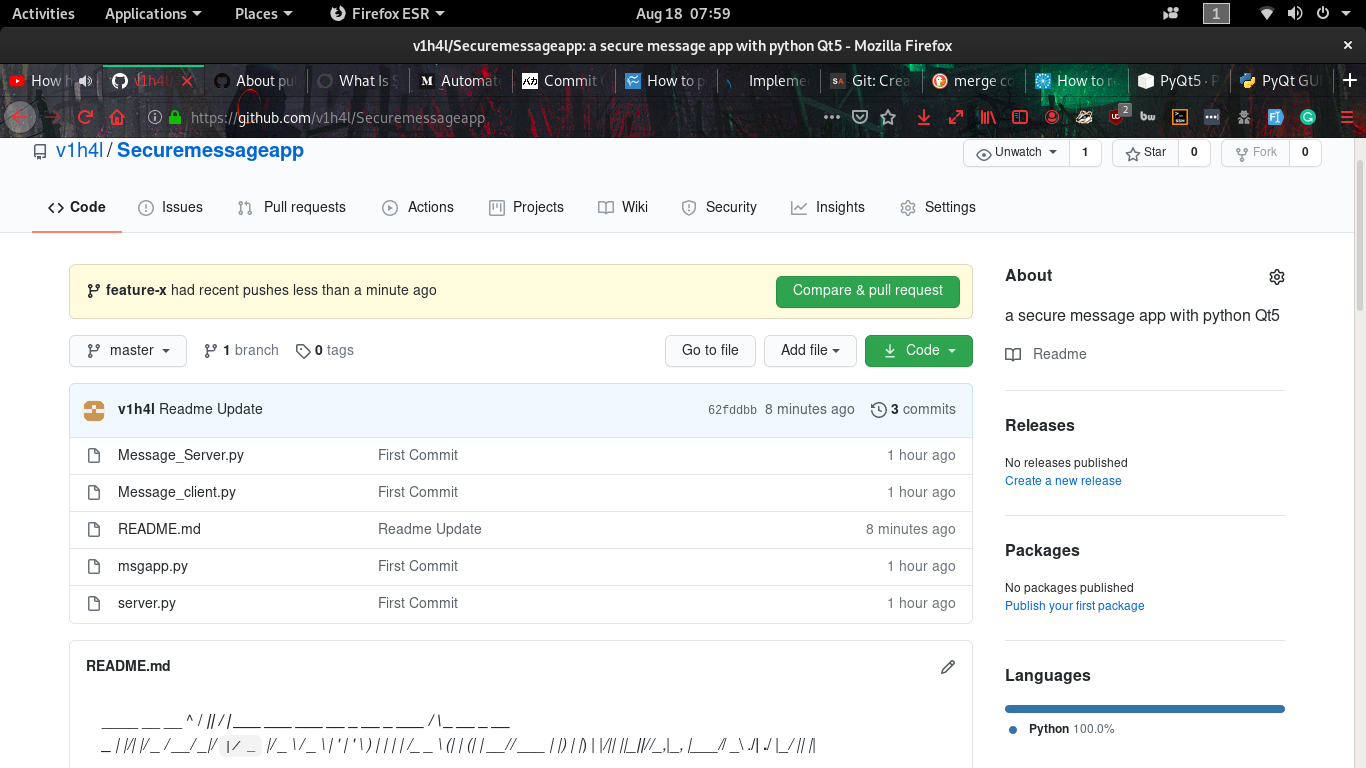 Activities Applications Places Firefox ESR Aug 18 07:59 1
v1h4l/Securemessageapp: a secure message app with python Qt5 - Mozilla Firefox
How h v1h4l/ About pu What Is S Automate Commit How to p Impleme Git: Crea merge co How to re PyQt5 · P PyQt GUI
https://github.com/v1h4l/Securemessageapp 2
v1h4l / Securemessageapp Unwatch 1 Star 0 Fork 0
Code Issues Pull requests Actions Projects Wiki Security Insights Settings
feature-x had recent pushes less than a minute ago Compare & pull request
About
a secure message app with python Qt5
Readme
master 1 branch 0 tags Go to file Add file Code
v1h4l Readme Update 62fddbb 8 minutes ago 3 commits
Message_Server.py First Commit 1 hour ago
Message_client.py First Commit 1 hour ago
README.md Readme Update 8 minutes ago
msgapp.py First Commit 1 hour ago
server.py First Commit 1 hour ago
Releases
No releases published
Create a new release
Packages
No packages published
Publish your first package
Languages
Python 100.0%
README.md